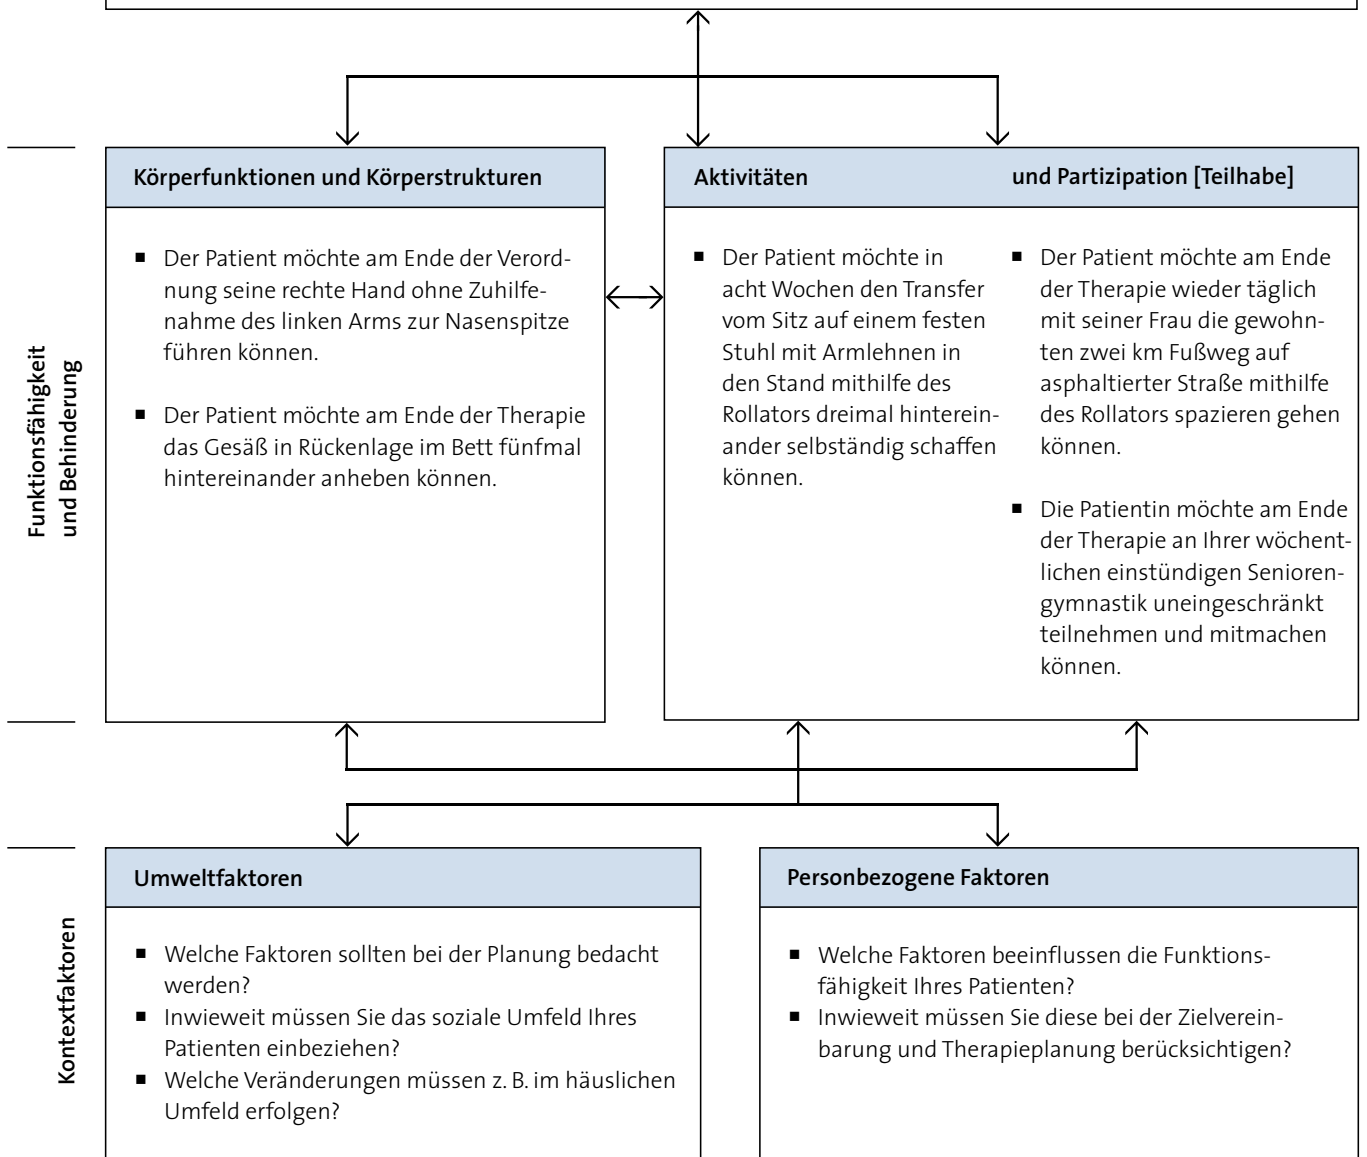 Funktionsfähigkeit
und Behinderung
Körperfunktionen und Körperstrukturen
■ Der Patient möchte am Ende der Verord-
nung seine rechte Hand ohne Zuhilfe-
nahme des linken Arms zur Nasenspitze
führen können.
■ Der Patient möchte am Ende der Therapie
das Gesäß in Rückenlage im Bett fünfmal
hintereinander anheben können.
Aktivitäten
■ Der Patient möchte in
acht Wochen den Transfer
vom Sitz auf einem festen
Stuhl mit Armlehnen in
den Stand mithilfe des
Rollators dreimal hinterein-
ander selbständig schaffen
können.
und Partizipation [Teilhabe]
■ Der Patient möchte am Ende
der Therapie wieder täglich
mit seiner Frau die gewohn-
ten zwei km Fußweg auf
asphaltierter Straße mithilfe
des Rollators spazieren gehen
können.
■ Die Patientin möchte am Ende
der Therapie an Ihrer wöchent-
lichen einstündigen Senioren-
gymnastik uneingeschränkt
teilnehmen und mitmachen
können.
Kontextfaktoren
Umweltfaktoren
■ Welche Faktoren sollten bei der Planung bedacht
werden?
■ Inwieweit müssen Sie das soziale Umfeld Ihres
Patienten einbeziehen?
■ Welche Veränderungen müssen z. B. im häuslichen
Umfeld erfolgen?
Personbezogene Faktoren
■ Welche Faktoren beeinflussen die Funktions-
fähigkeit Ihres Patienten?
■ Inwieweit müssen Sie diese bei der Zielverein-
barung und Therapieplanung berücksichtigen?